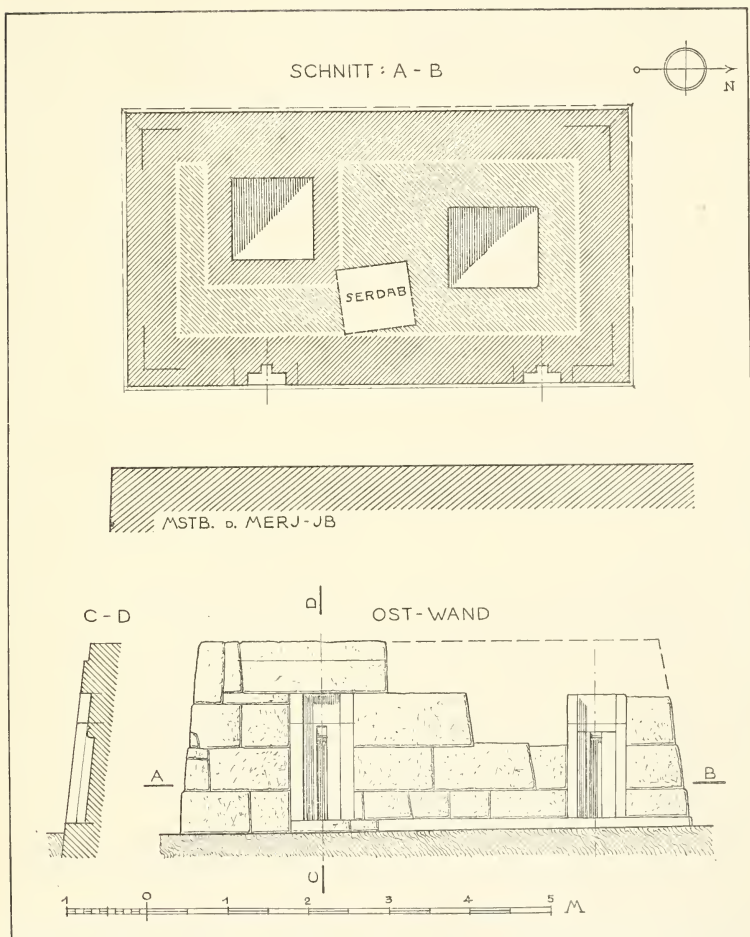 SCHNITT : A - B
N
SERDAB
MSTB. D. MERJ-JB
C - D
D
OST-WAND
A
B
C
1 0 1 2 3 4 5 M